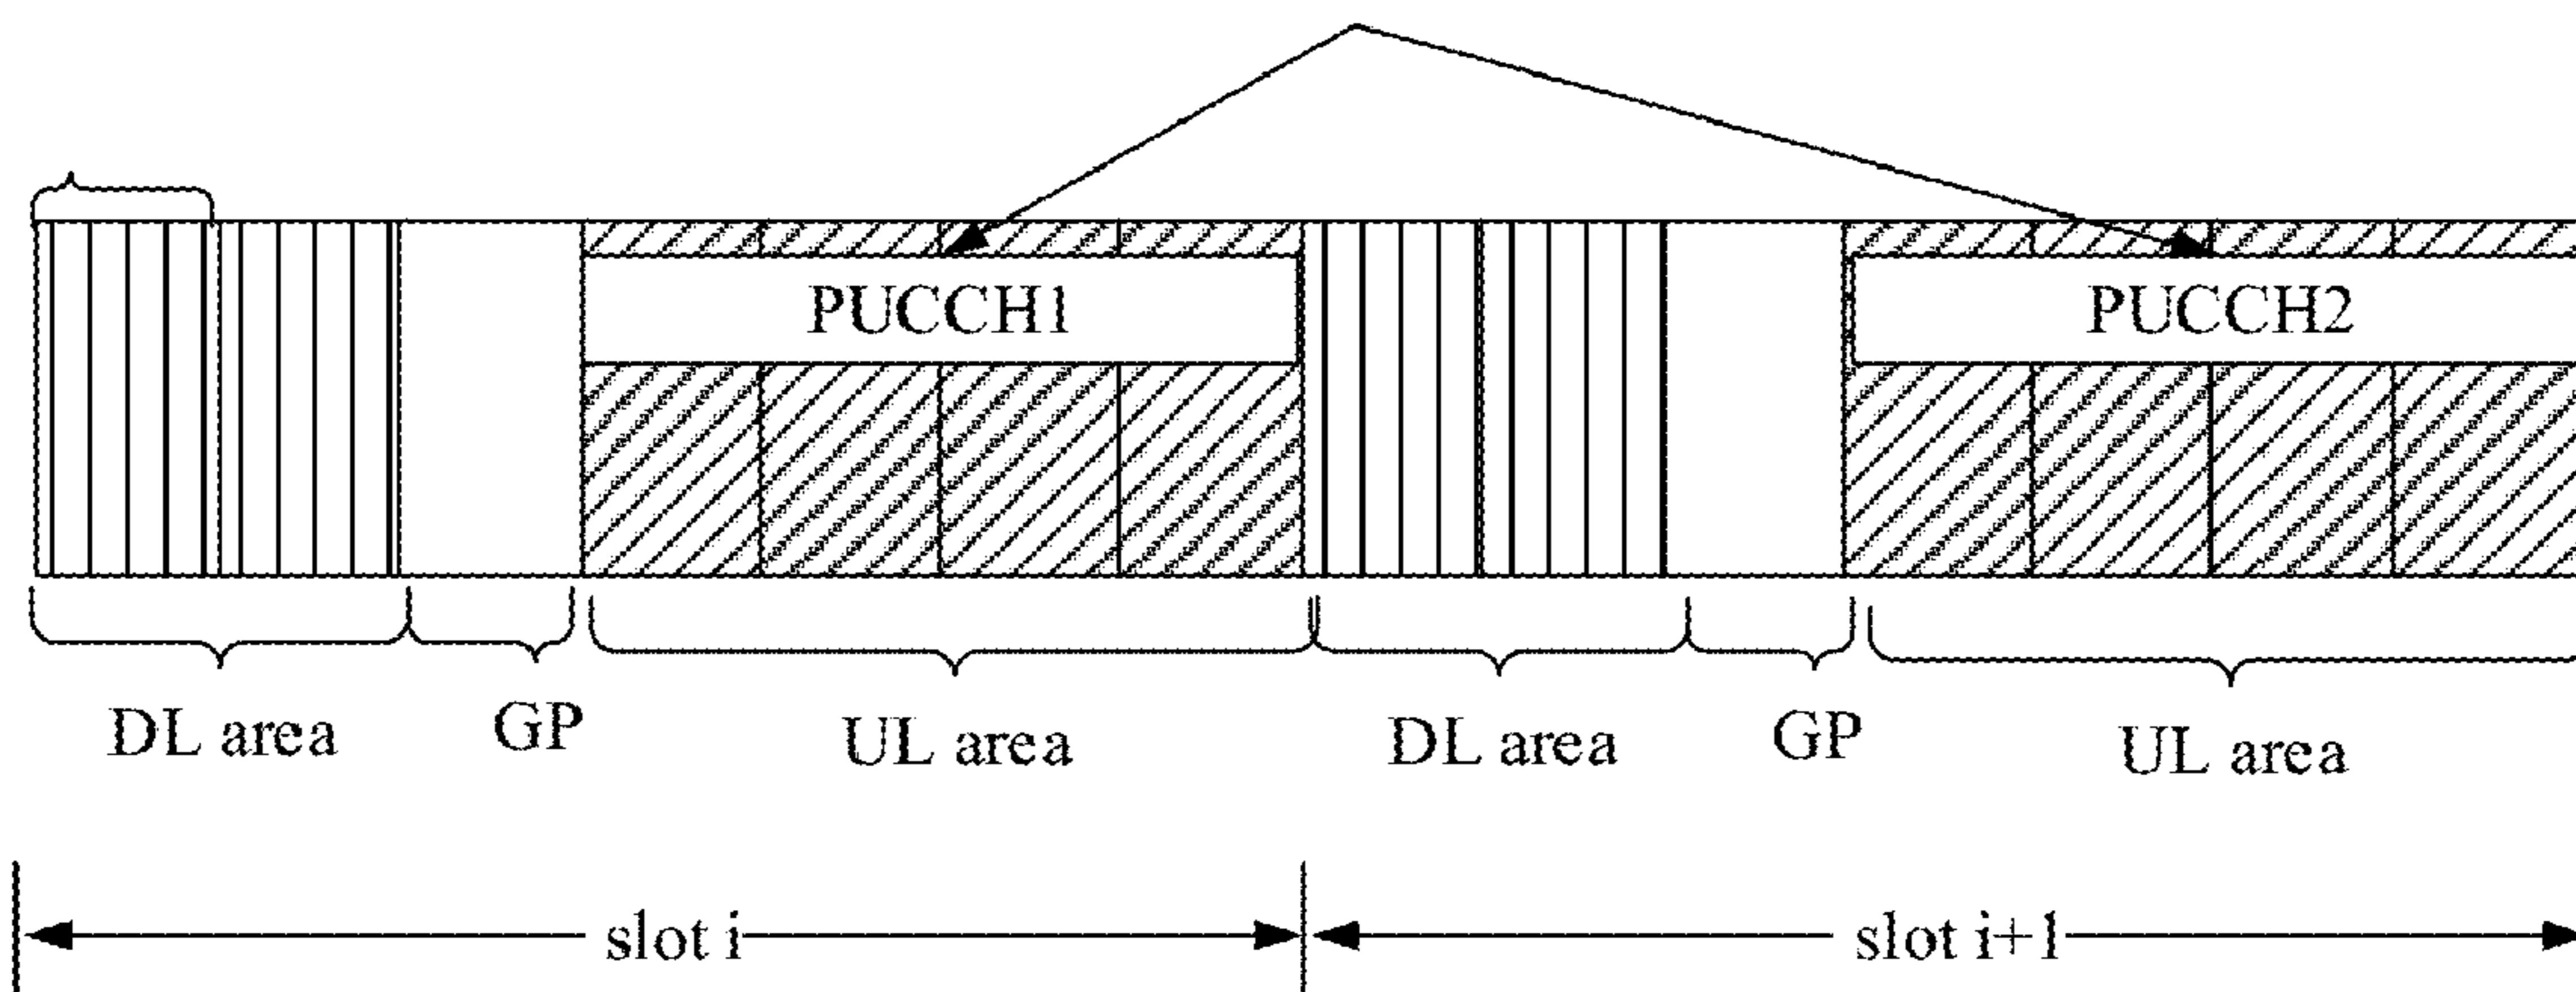 PUCCH1 PUCCH2
DL area GP UL area DL area GP UL area
slot i slot i+1